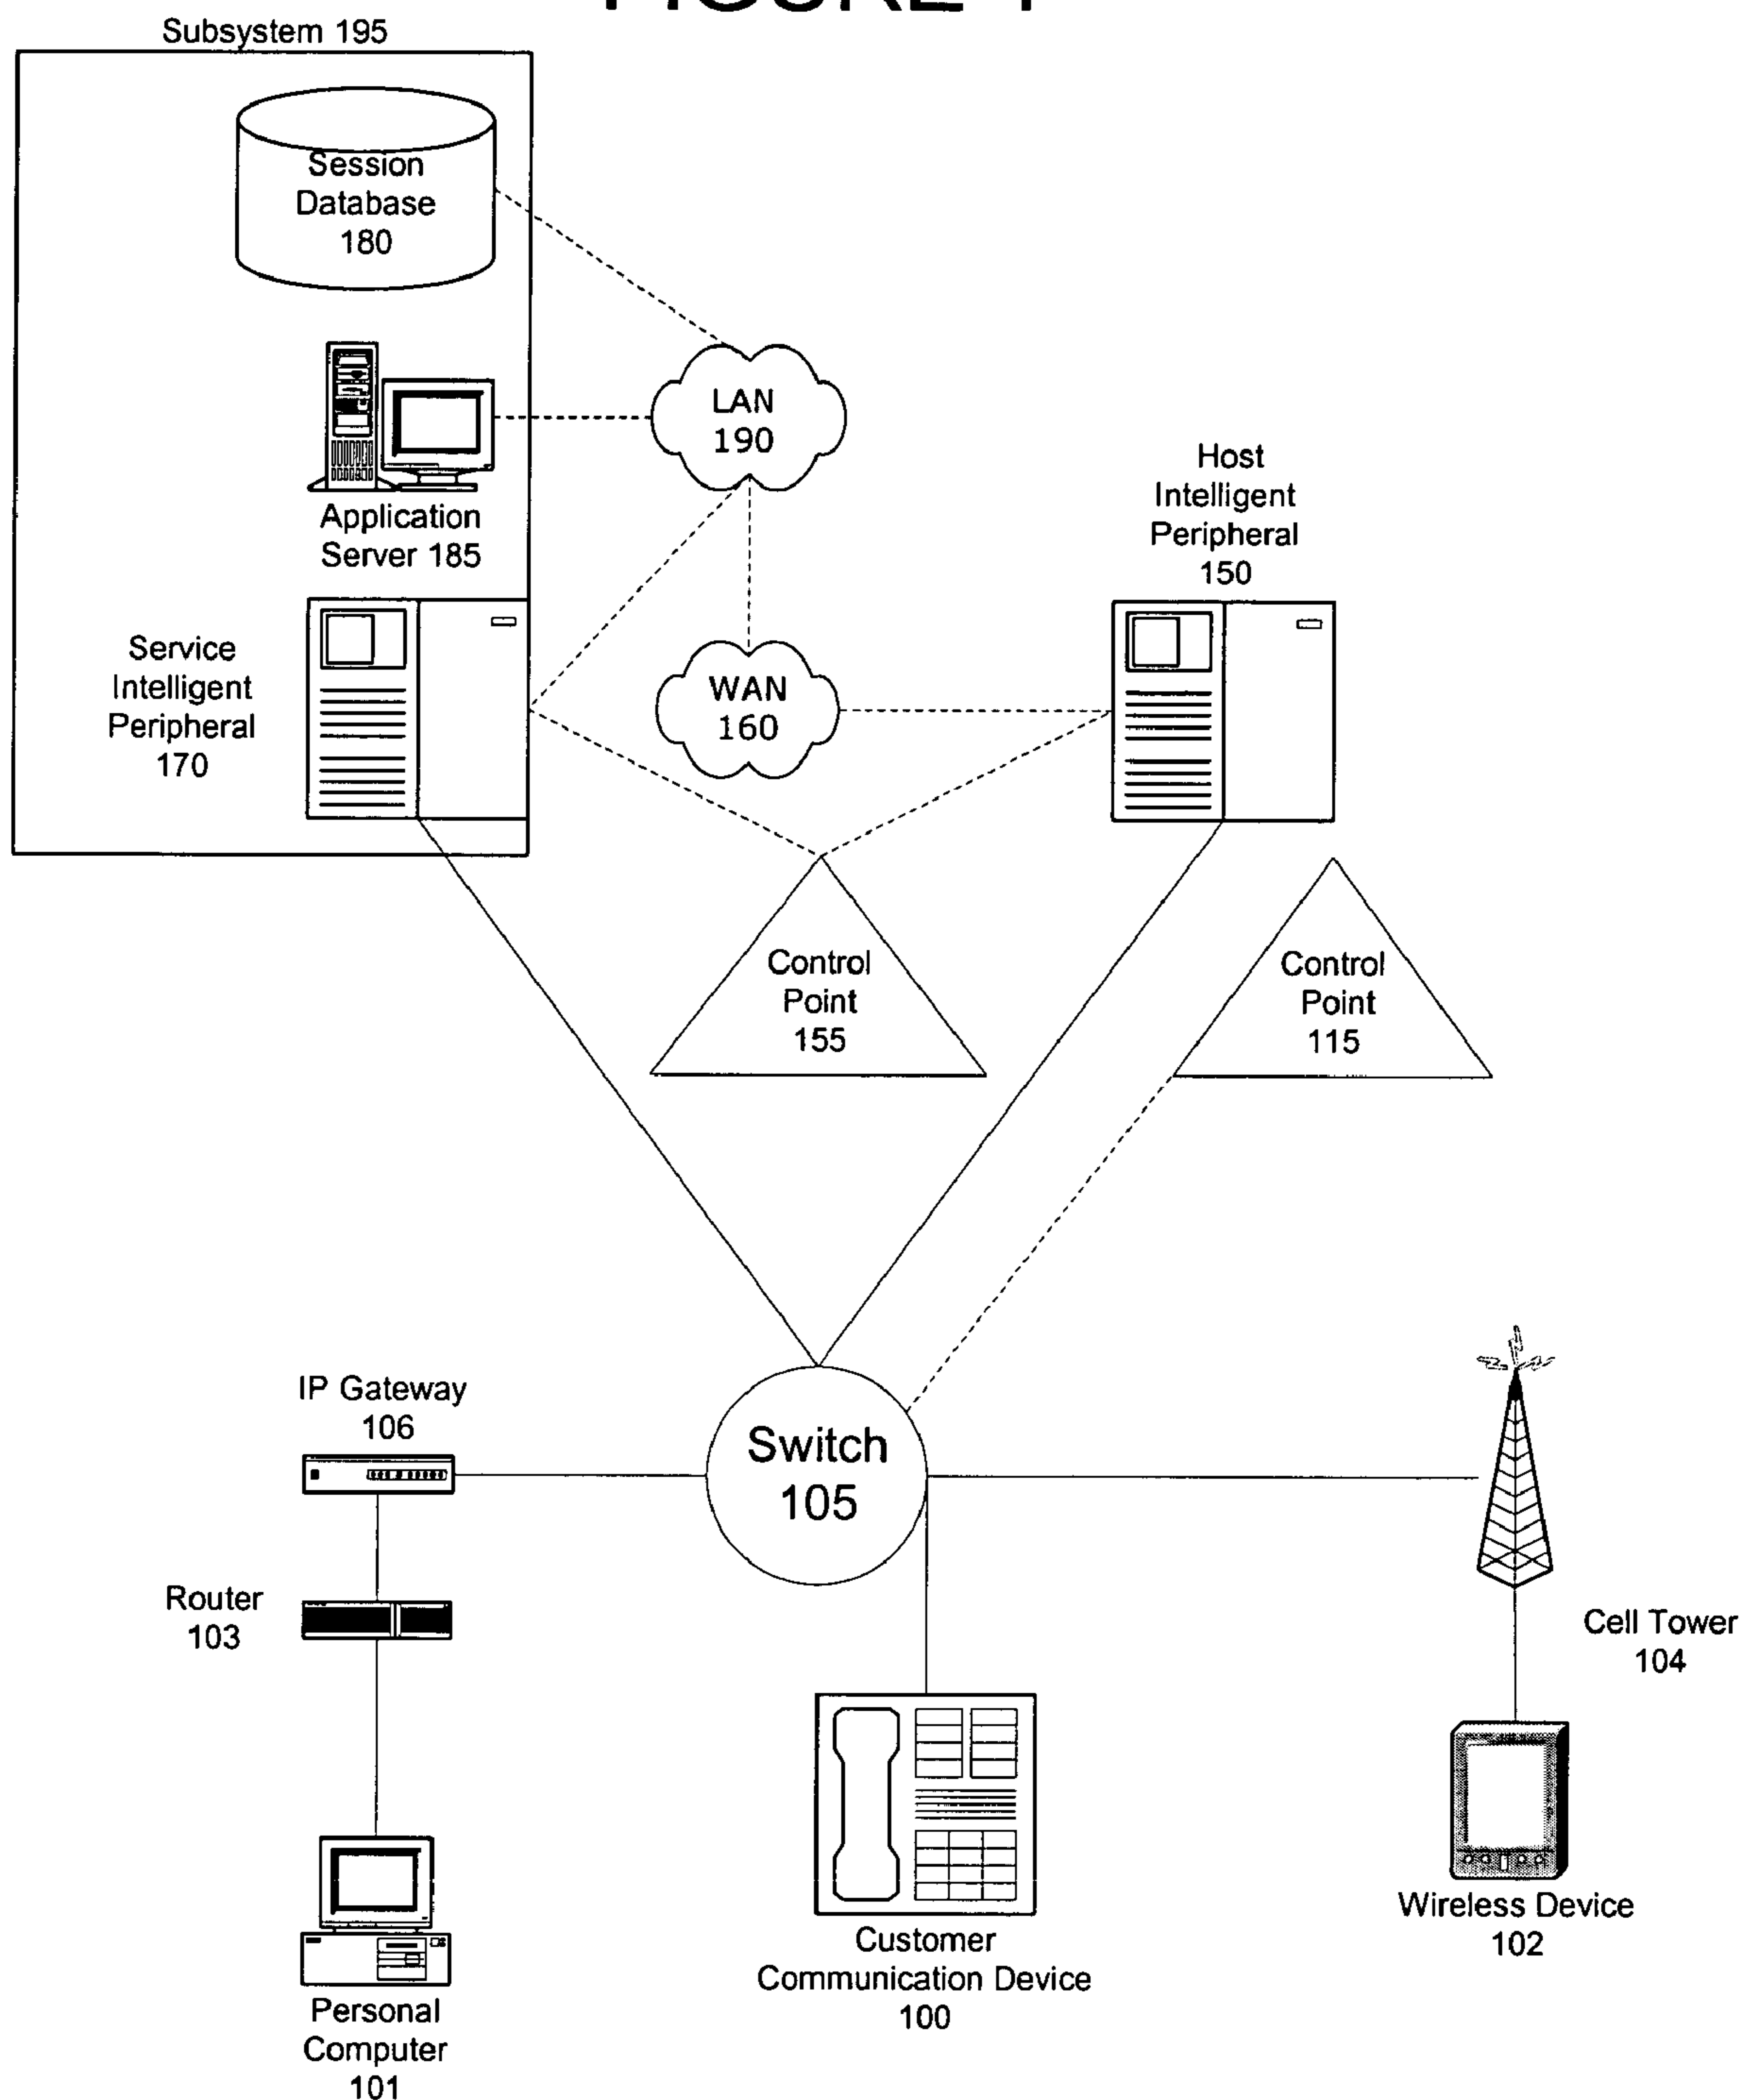 Subsystem 195
Session
Database
180
LAN
190
Application
Server 185
Host
Intelligent
Peripheral
150
Service
Intelligent
Peripheral
170
WAN
160
Control
Point
155
Control
Point
115
IP Gateway
106
Switch
105
Router
103
Cell Tower
104
Wireless Device
102
Customer
Communication Device
100
Personal
Computer
101